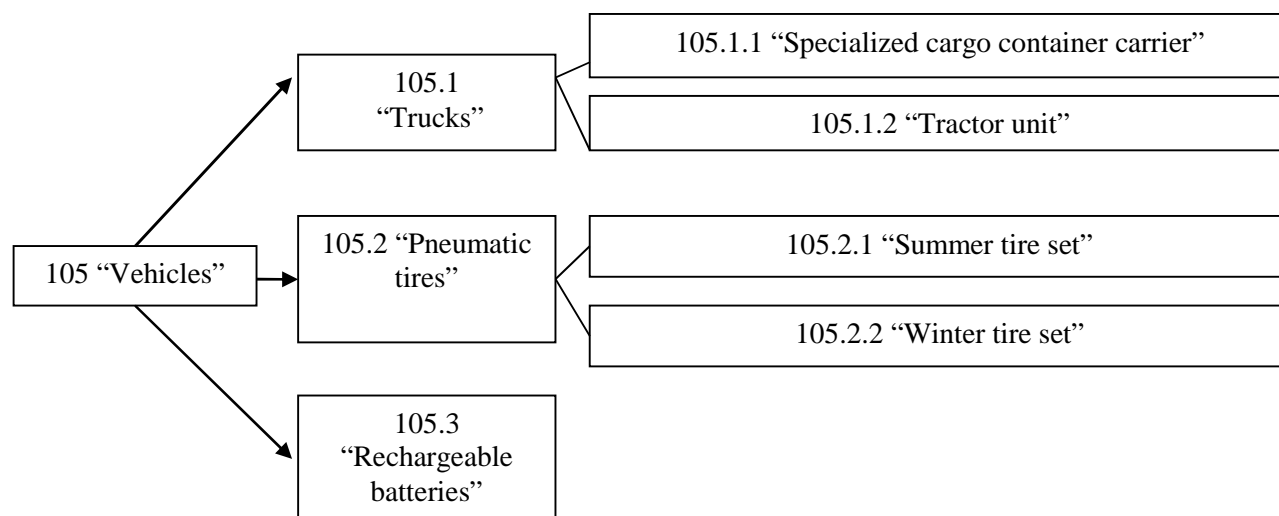 105.1.1 “Specialized cargo container carrier”
105.1
“Trucks”
105.1.2 “Tractor unit”
105.2 “Pneumatic
tires”
105.2.1 “Summer tire set”
105 “Vehicles”
105.2.2 “Winter tire set”
105.3
“Rechargeable
batteries”